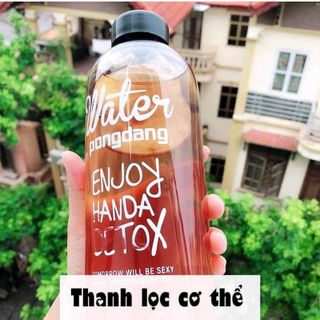 Water
pongdang
ENJOY
HANDA
DETOX
TOMORROW WILL BE SEXY
Thanh lọc cơ thể